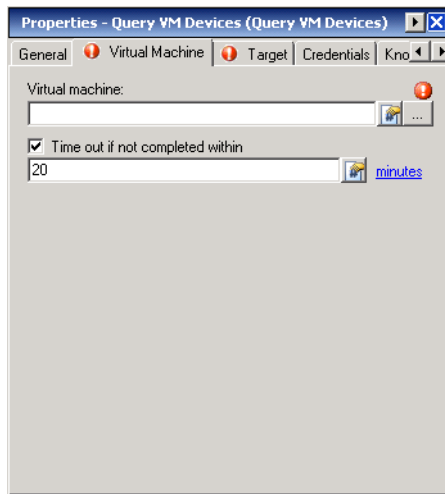 Properties - Query VM Devices (Query VM Devices)
General Virtual Machine Target Credentials Kno
Virtual machine:
...
Time out if not completed within
20 minutes